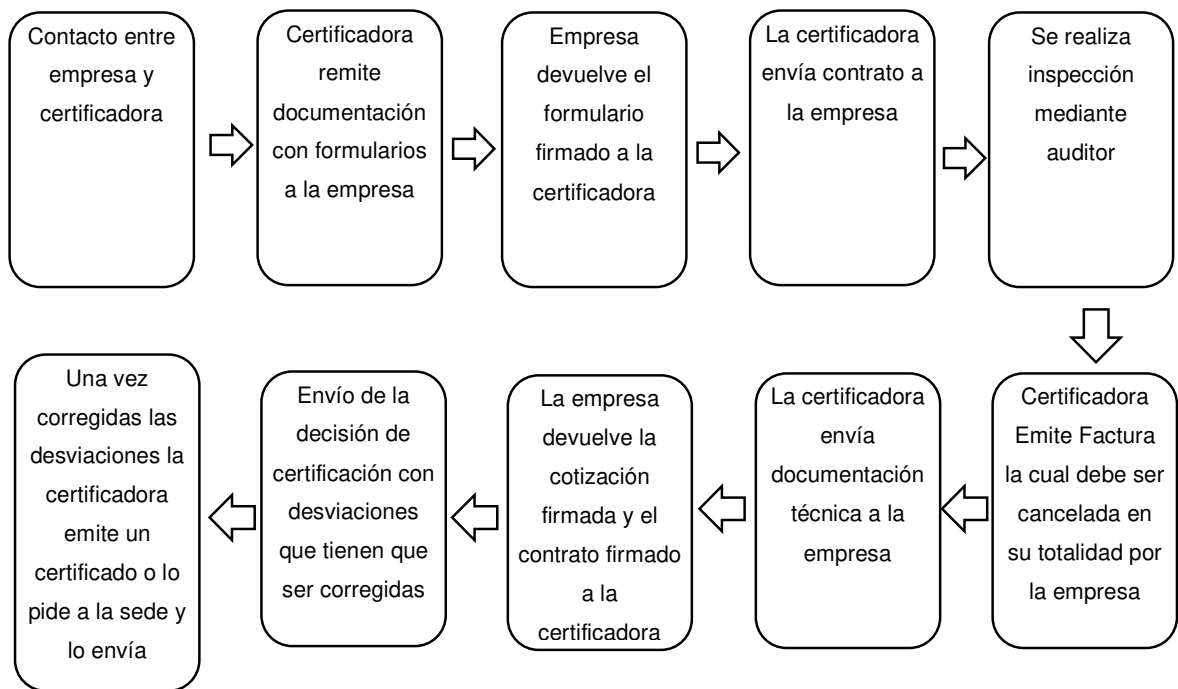 Contacto entre
empresa y
certificadora
Certificadora
remite
documentación
con formularios
a la empresa
Empresa
devuelve el
formulario
firmado a la
certificadora
La certificadora
envía contrato a
la empresa
Se realiza
inspección
mediante
auditor
Certificadora
Emite Factura
la cual debe ser
cancelada en
su totalidad por
la empresa
La certificadora
envía
documentación
técnica a la
empresa
La empresa
devuelve la
cotización
firmada y el
contrato firmado
a la
certificadora
Envío de la
decisión de
certificación con
desviaciones
que tienen que
ser corregidas
Una vez
corregidas las
desviaciones la
certificadora
emite un
certificado o lo
pide a la sede y
lo envía